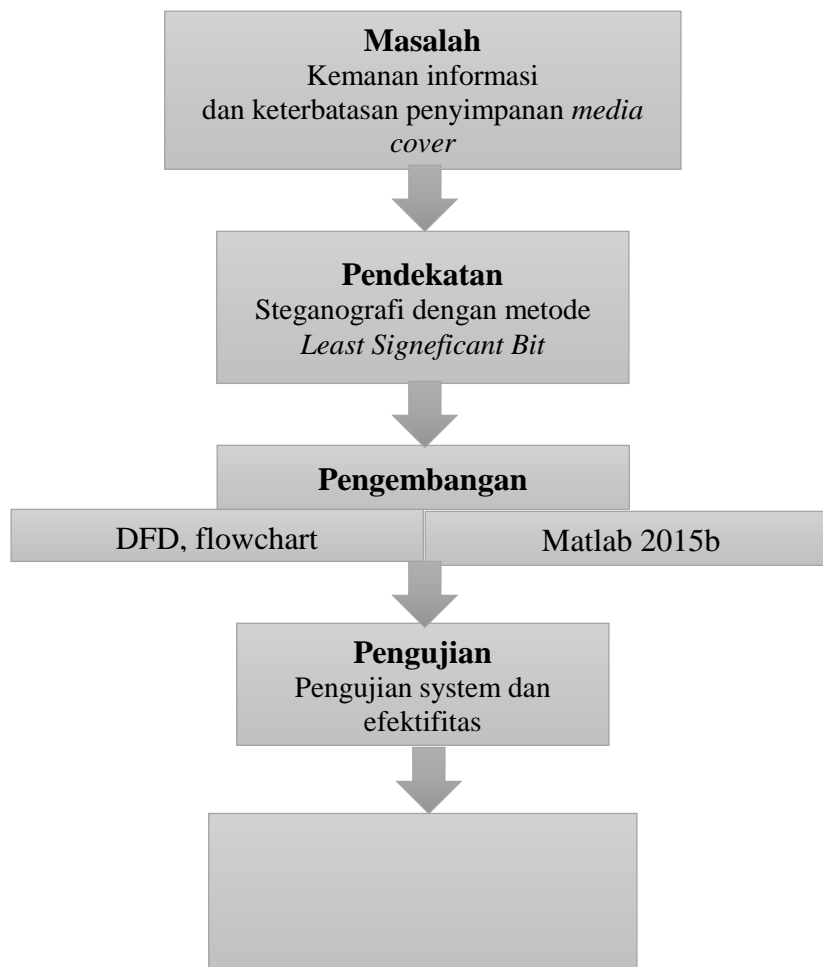 Masalah
Kemanan informasi
dan keterbatasan penyimpanan media
cover
Pendekatan
Steganografi dengan metode
Least Signeficant Bit
Pengembangan
DFD, flowchart
Matlab 2015b
Pengujian
Pengujian system dan
efektifitas